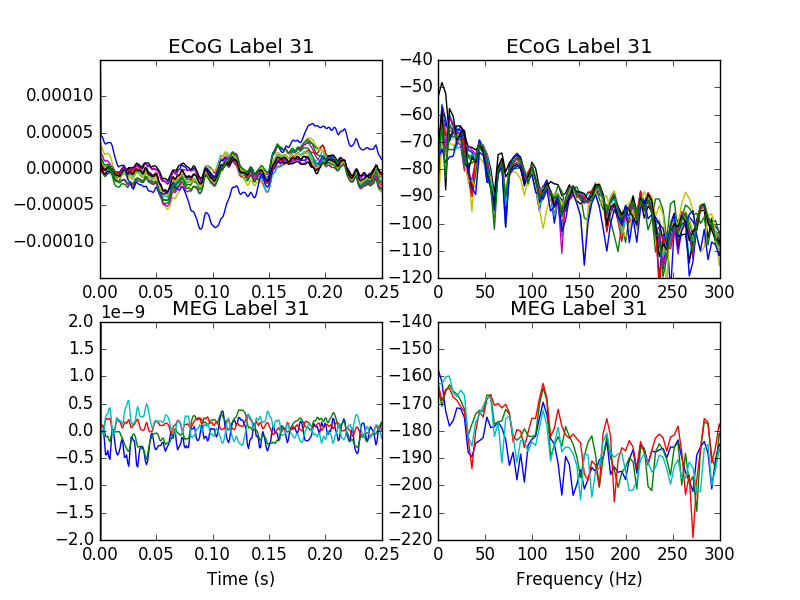 ECoG Label 31
0.00010
0.00005
0.00000
−0.00005
−0.00010
0.00 0.05 0.10 0.15 0.20 0.25
ECoG Label 31
−40
−50
−60
−70
−80
−90
−100
−110
−120
0 50 100 150 200 250 300
1e−9
MEG Label 31
2.0
1.5
1.0
0.5
0.0
−0.5
−1.0
−1.5
−2.0
0.00 0.05 0.10 0.15 0.20 0.25
Time (s)
MEG Label 31
−140
−150
−160
−170
−180
−190
−200
−210
−220
0 50 100 150 200 250 300
Frequency (Hz)